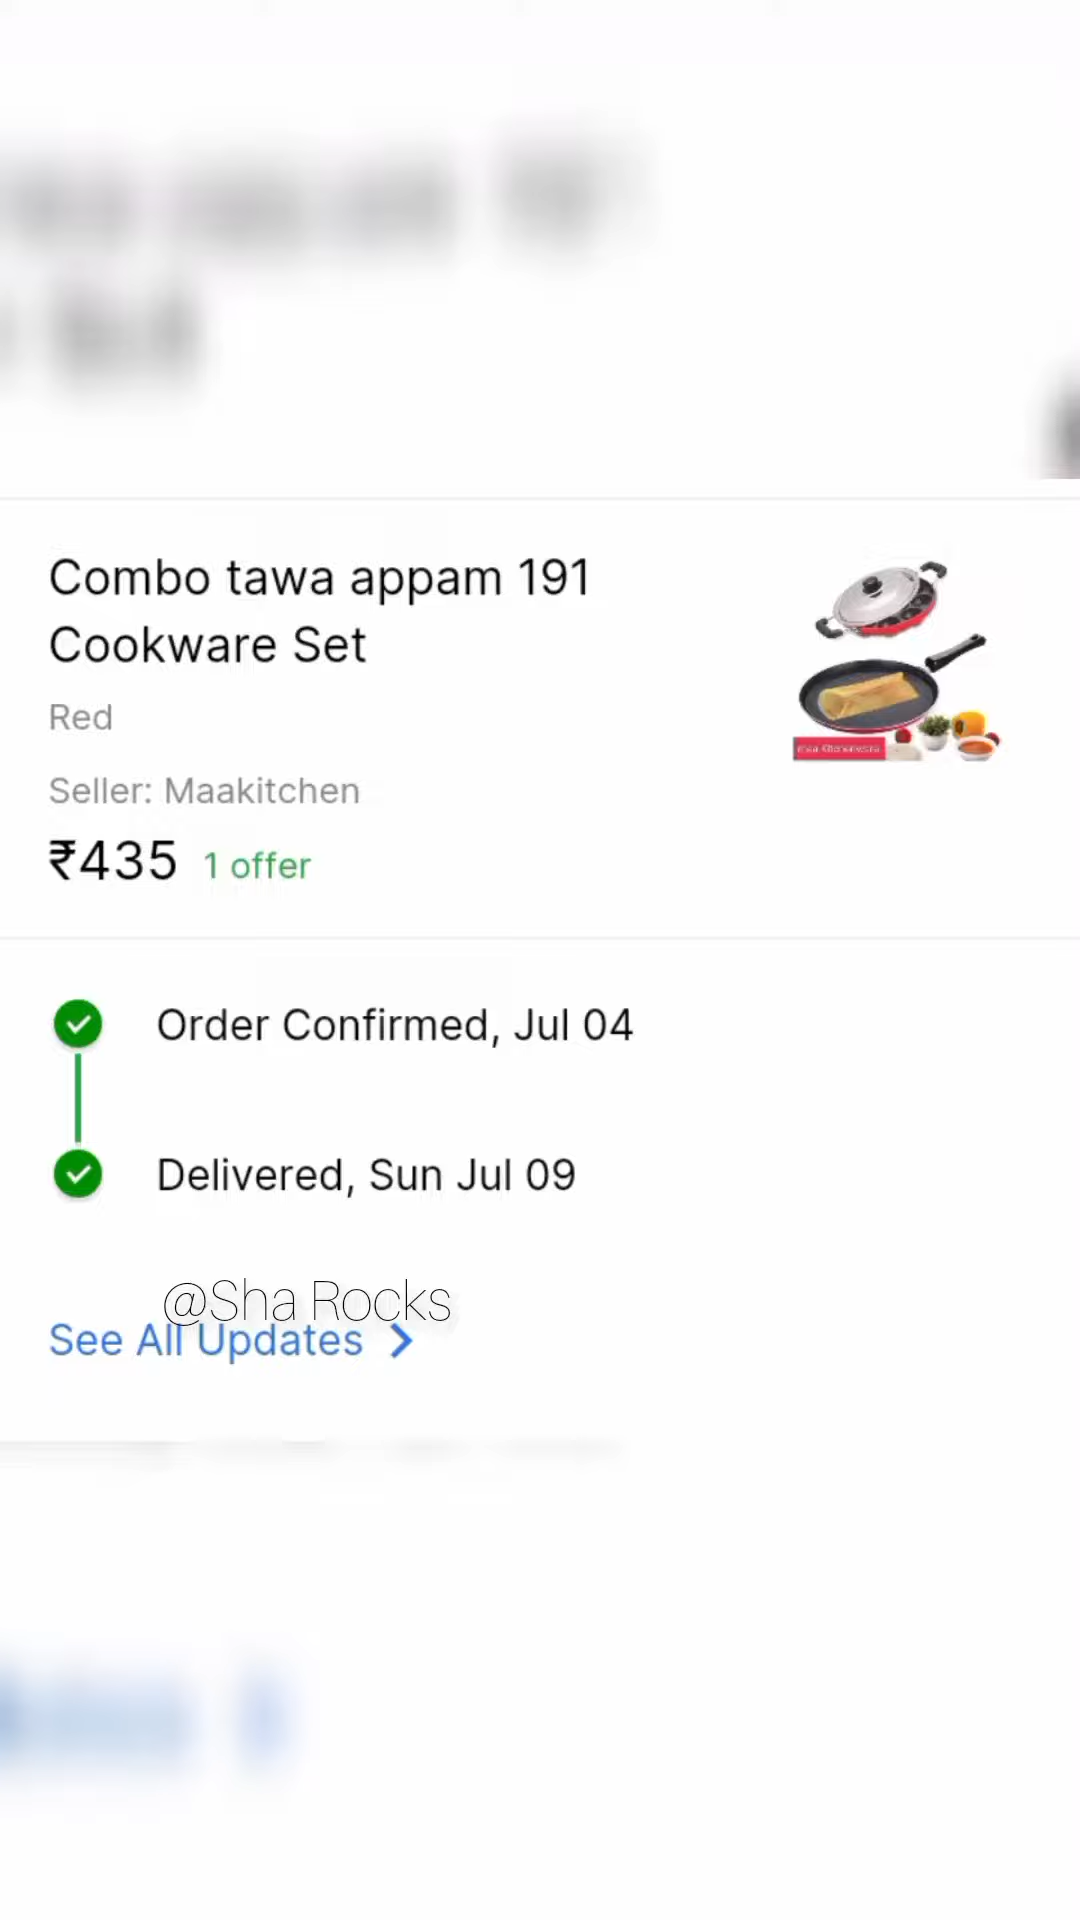 Combo tawa appam 191
Cookware Set
Red
Seller: Maakitchen
₹435 1 offer
Order Confirmed, Jul 04
Delivered, Sun Jul 09
@Sha Rocks
See All Updates